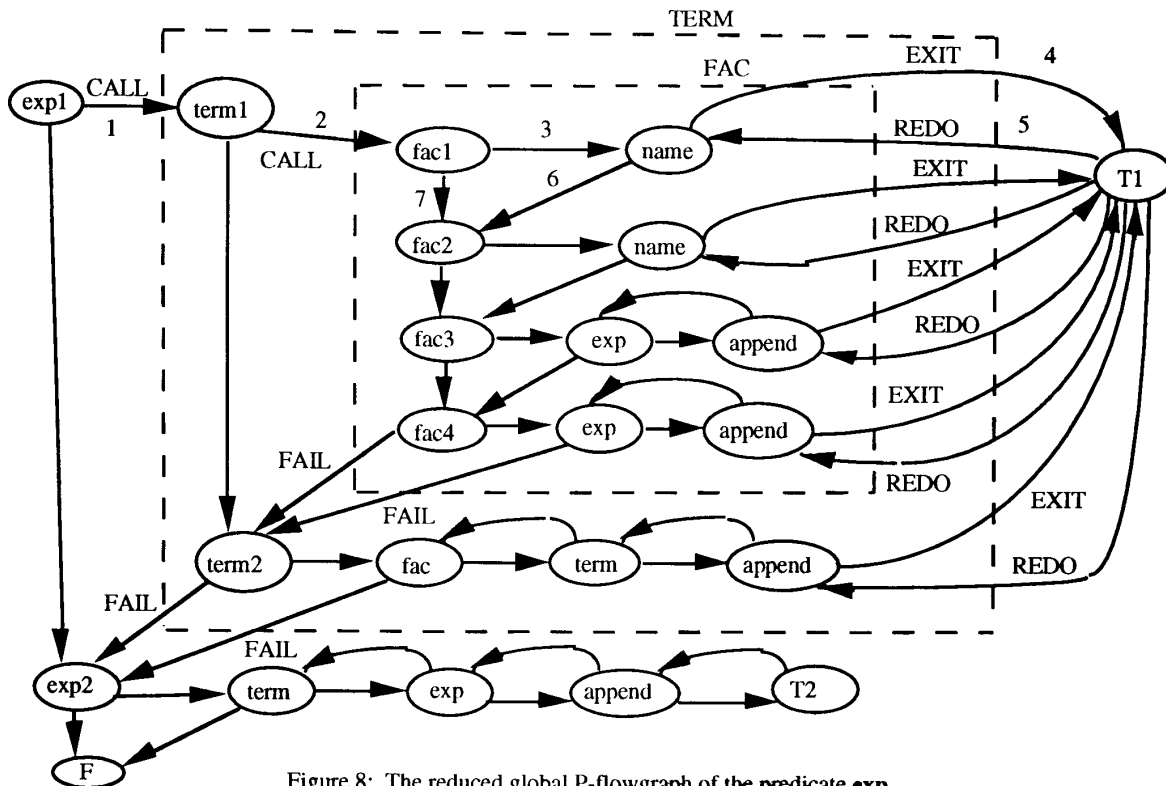 TERM
EXIT 4
FAC
CALL
exp1
term1
1
2
3
REDO
5
CALL
fac1
name
EXIT
T1
6
7
fac2
name
REDO
EXIT
fac3
exp
append
REDO
EXIT
fac4
exp
append
FAIL
REDO
EXIT
FAIL
term2
fac
term
append
REDO
FAIL
FAIL
exp2
term
exp
append
T2
F
Figure 8: The reduced global P-flowgraph of the predicate exp